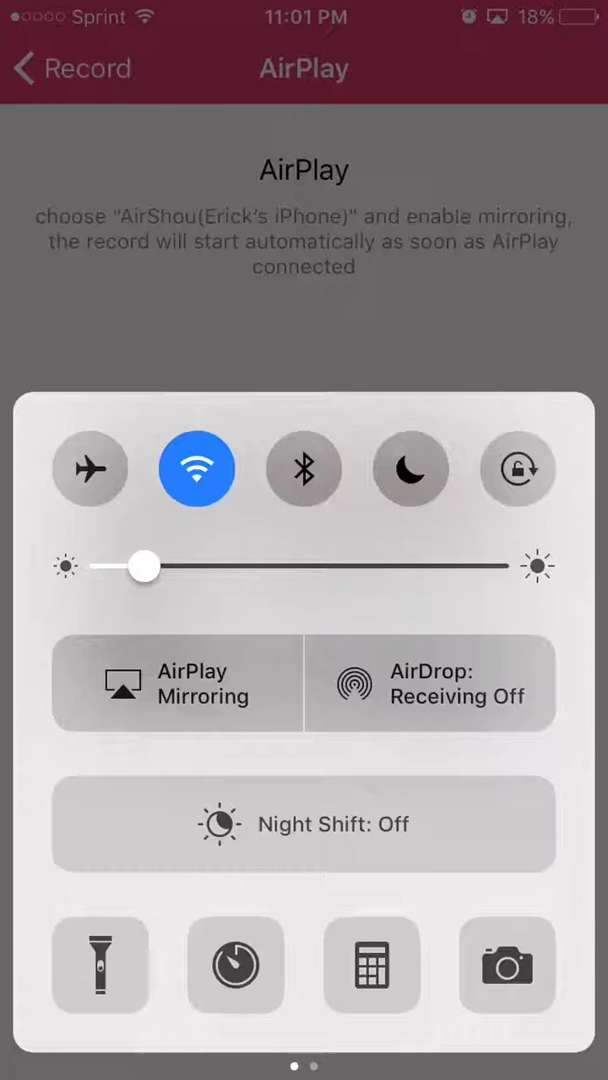 Sprint 11:01 PM 18%
Record AirPlay
AirPlay
choose "AirShou(Erick's iPhone)" and enable mirroring,
the record will start automatically as soon as AirPlay
connected
AirPlay
Mirroring
AirDrop:
Receiving Off
Night Shift: Off